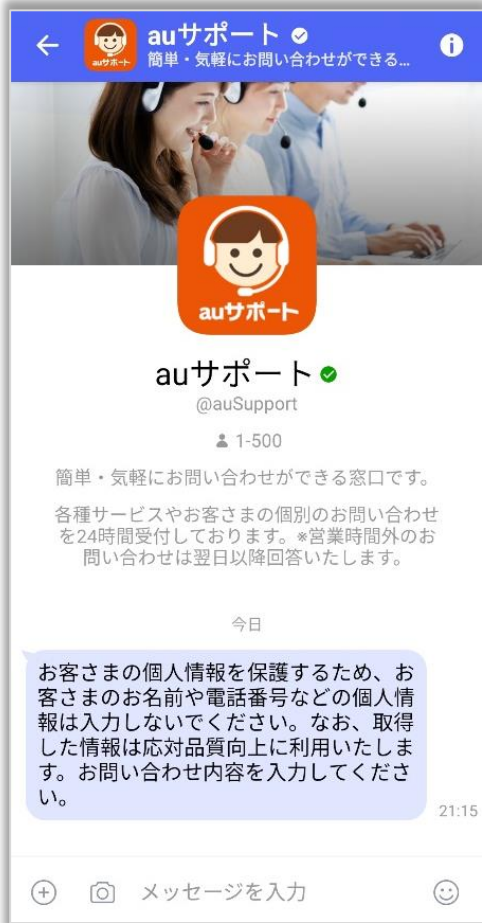 auサポート
簡単・気軽にお問い合わせができる...
auサポート
auサポート
auサポート
@auSupport
1-500
簡単・気軽にお問い合わせができる窓口です。
各種サービスやお客さまの個別のお問い合わせ
を24時間受付しております。※営業時間外のお
問い合わせは翌日以降回答いたします。
今日
お客さまの個人情報を保護するため、お
客さまのお名前や電話番号などの個人情
報は入力しないでください。なお、取得
した情報は応対品質向上に利用いたしま
す。お問い合わせ内容を入力してくださ
い。
21:15
メッセージを入力